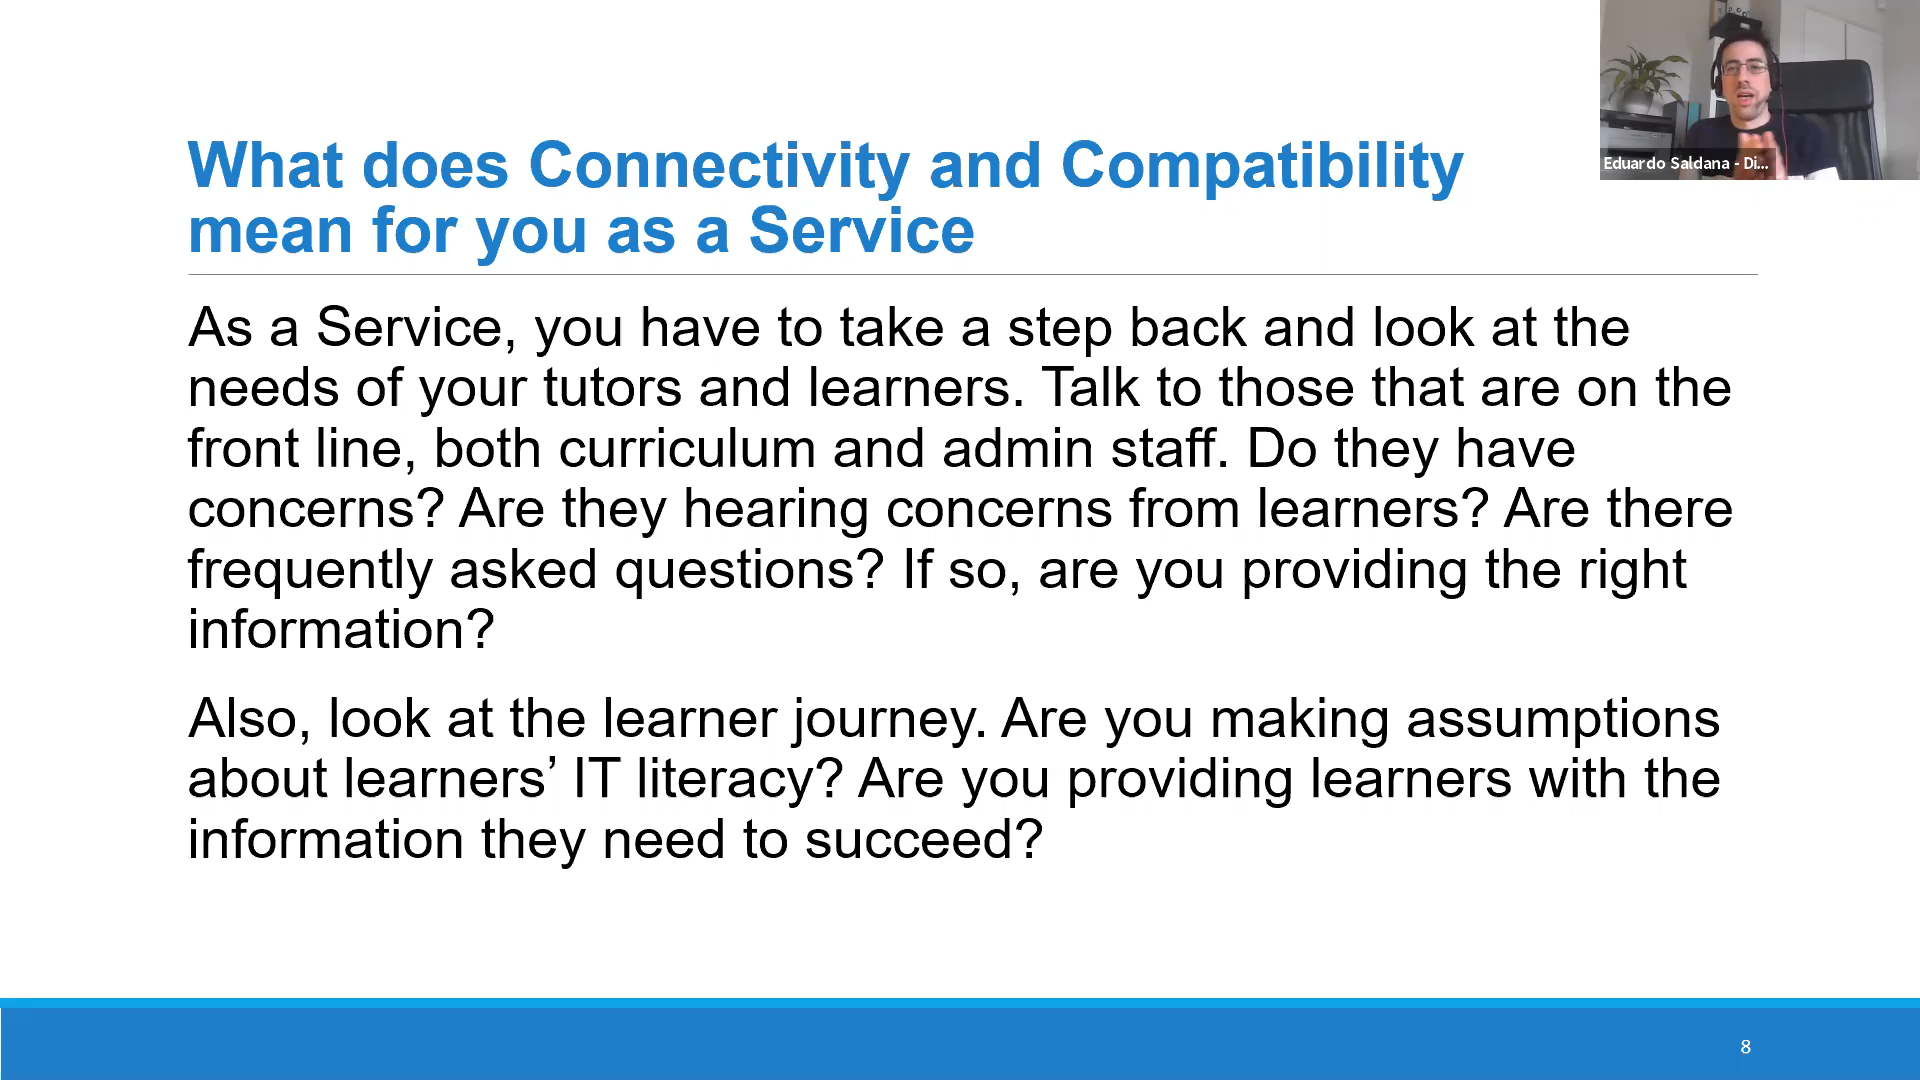 What does Connectivity and Compatibility
mean for you as a Service
Eduardo Saldana - Di...
As a Service, you have to take a step back and look at the
needs of your tutors and learners. Talk to those that are on the
front line, both curriculum and admin staff. Do they have
concerns? Are they hearing concerns from learners? Are there
frequently asked questions? If so, are you providing the right
information?
Also, look at the learner journey. Are you making assumptions
about learners’ IT literacy? Are you providing learners with the
information they need to succeed?
8